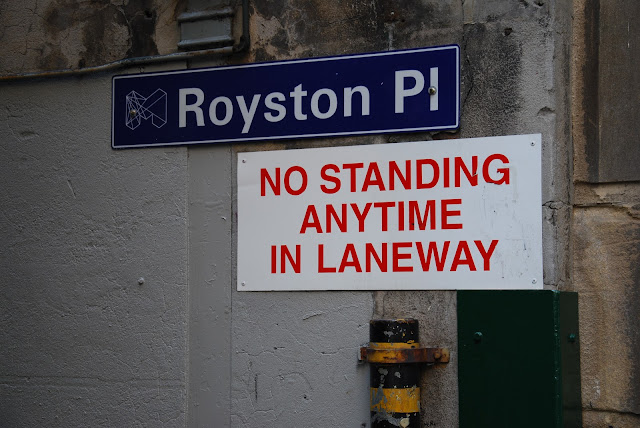 Royston Pl
NO STANDING
ANYTIME
IN LANEWAY